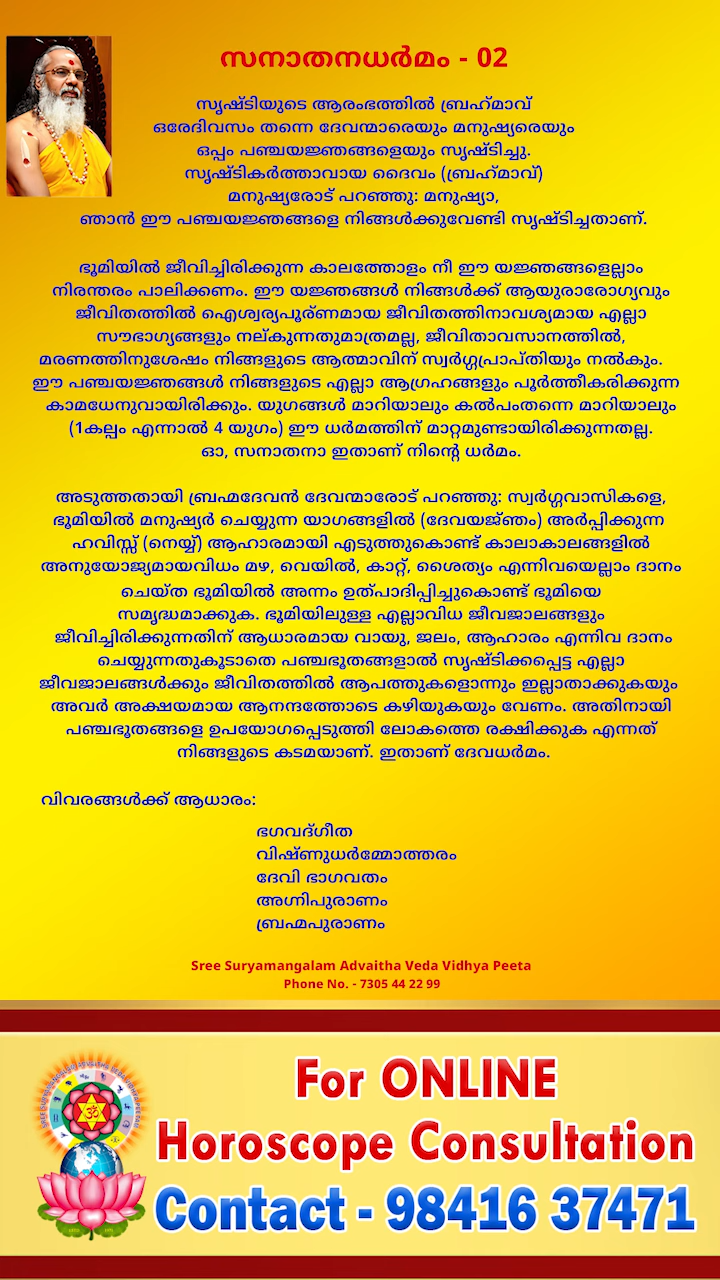 സനാതനധർമം - 02
സൃഷ്ടിയുടെ ആരംഭത്തിൽ ബ്രഹ്‌മാവ്
ഒരേദിവസം തന്നെ ദേവന്മാരെയും മനുഷ്യരെയും
ഒപ്പം പഞ്ചയജ്ഞങ്ങളെയും സൃഷ്ടിച്ചു.
സൃഷ്ടികർത്താവായ ദൈവം (ബ്രഹ്‌മാവ്)
മനുഷ്യരോട് പറഞ്ഞു: മനുഷ്യാ,
ഞാൻ ഈ പഞ്ചയജ്ഞങ്ങളെ നിങ്ങൾക്കുവേണ്ടി സൃഷ്ടിച്ചതാണ്.
ഭൂമിയിൽ ജീവിച്ചിരിക്കുന്ന കാലത്തോളം നീ ഈ യജ്ഞങ്ങളെല്ലാം
നിരന്തരം പാലിക്കണം. ഈ യജ്ഞങ്ങൾ നിങ്ങൾക്ക് ആയുരാരോഗ്യവും
ജീവിതത്തിൽ ഐശ്വര്യപൂര്ണമായ ജീവിതത്തിനാവശ്യമായ എല്ലാ
സൗഭാഗ്യങ്ങളും നല്കുന്നതുമാത്രമല്ല, ജീവിതാവസാനത്തിൽ,
മരണത്തിനുശേഷം നിങ്ങളുടെ ആത്മാവിന് സ്വർഗ്ഗപ്രാപ്തിയും നൽകും.
ഈ പഞ്ചയജ്ഞങ്ങൾ നിങ്ങളുടെ എല്ലാ ആഗ്രഹങ്ങളും പൂർത്തീകരിക്കുന്ന
കാമധേനുവായിരിക്കും. യുഗങ്ങൾ മാറിയാലും കൽപംതന്നെ മാറിയാലും
(1കല്പം എന്നാൽ 4 യുഗം) ഈ ധർമത്തിന് മാറ്റമുണ്ടായിരിക്കുന്നതല്ല.
ഓ, സനാതനാ ഇതാണ് നിന്റെ ധർമം.
അടുത്തതായി ബ്രഹ്മദേവൻ ദേവന്മാരോട് പറഞ്ഞു: സ്വർഗ്ഗവാസികളെ,
ഭൂമിയിൽ മനുഷ്യർ ചെയ്യുന്ന യാഗങ്ങളിൽ (ദേവയജ്ഞം) അർപ്പിക്കുന്ന
ഹവിസ്സ് (നെയ്യ്) ആഹാരമായി എടുത്തുകൊണ്ട് കാലാകാലങ്ങളിൽ
അനുയോജ്യമായവിധം മഴ, വെയിൽ, കാറ്റ്, ശൈത്യം എന്നിവയെല്ലാം ദാനം
ചെയ്ത ഭൂമിയിൽ അന്നം ഉത്പാദിപ്പിച്ചുകൊണ്ട് ഭൂമിയെ
സമൃദ്ധമാക്കുക. ഭൂമിയിലുള്ള എല്ലാവിധ ജീവജാലങ്ങളും
ജീവിച്ചിരിക്കുന്നതിന് ആധാരമായ വായു, ജലം, ആഹാരം എന്നിവ ദാനം
ചെയ്യുന്നതുകൂടാതെ പഞ്ചഭൂതങ്ങളാൽ സൃഷ്ടിക്കപ്പെട്ട എല്ലാ
ജീവജാലങ്ങൾക്കും ജീവിതത്തിൽ ആപത്തുകളൊന്നും ഇല്ലാതാക്കുകയും
അവർ അക്ഷയമായ ആനന്ദത്തോടെ കഴിയുകയും വേണം. അതിനായി
പഞ്ചഭൂതങ്ങളെ ഉപയോഗപ്പെടുത്തി ലോകത്തെ രക്ഷിക്കുക എന്നത്
നിങ്ങളുടെ കടമയാണ്. ഇതാണ് ദേവധർമം.
വിവരങ്ങൾക്ക് ആധാരം:
ഭഗവദ്ഗീത
വിഷ്ണുധർമ്മോത്തരം
ദേവി ഭാഗവതം
അഗ്നിപുരാണം
ബ്രഹ്മപുരാണം
Sree Suryamangalam Advaitha Veda Vidhya Peeta
Phone No. - 7305 44 22 99
For ONLINE
Horoscope Consultation
Contact - 98416 37471